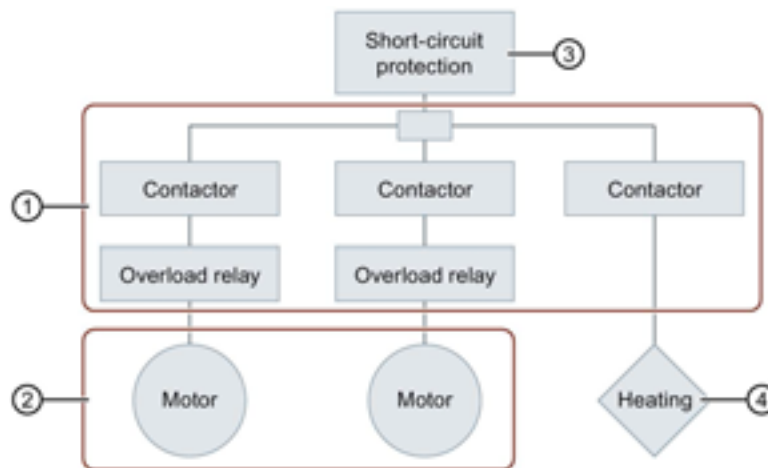 Short-circuit
protection
3
Contactor
Contactor
Contactor
1
Overload relay
Overload relay
2
Motor
Motor
Heating
4